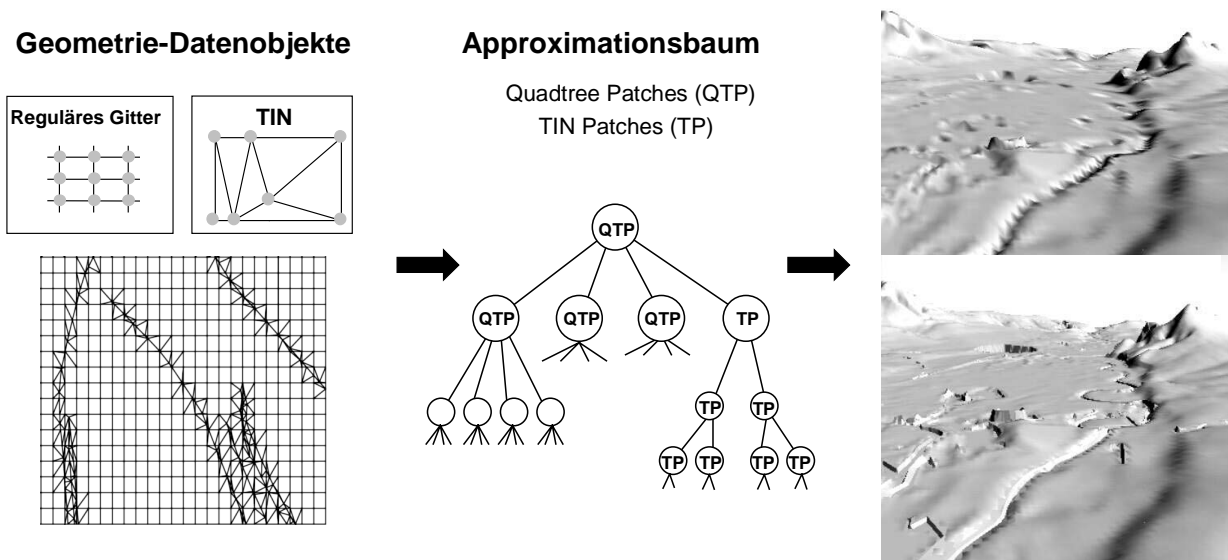 Geometrie-Datenobjekte
Reguläres Gitter
TIN
Approximationsbaum
Quadtree Patches (QTP)
TIN Patches (TP)
QTP
QTP
QTP
QTP
TP
TP
TP
TP
TP
TP
TP